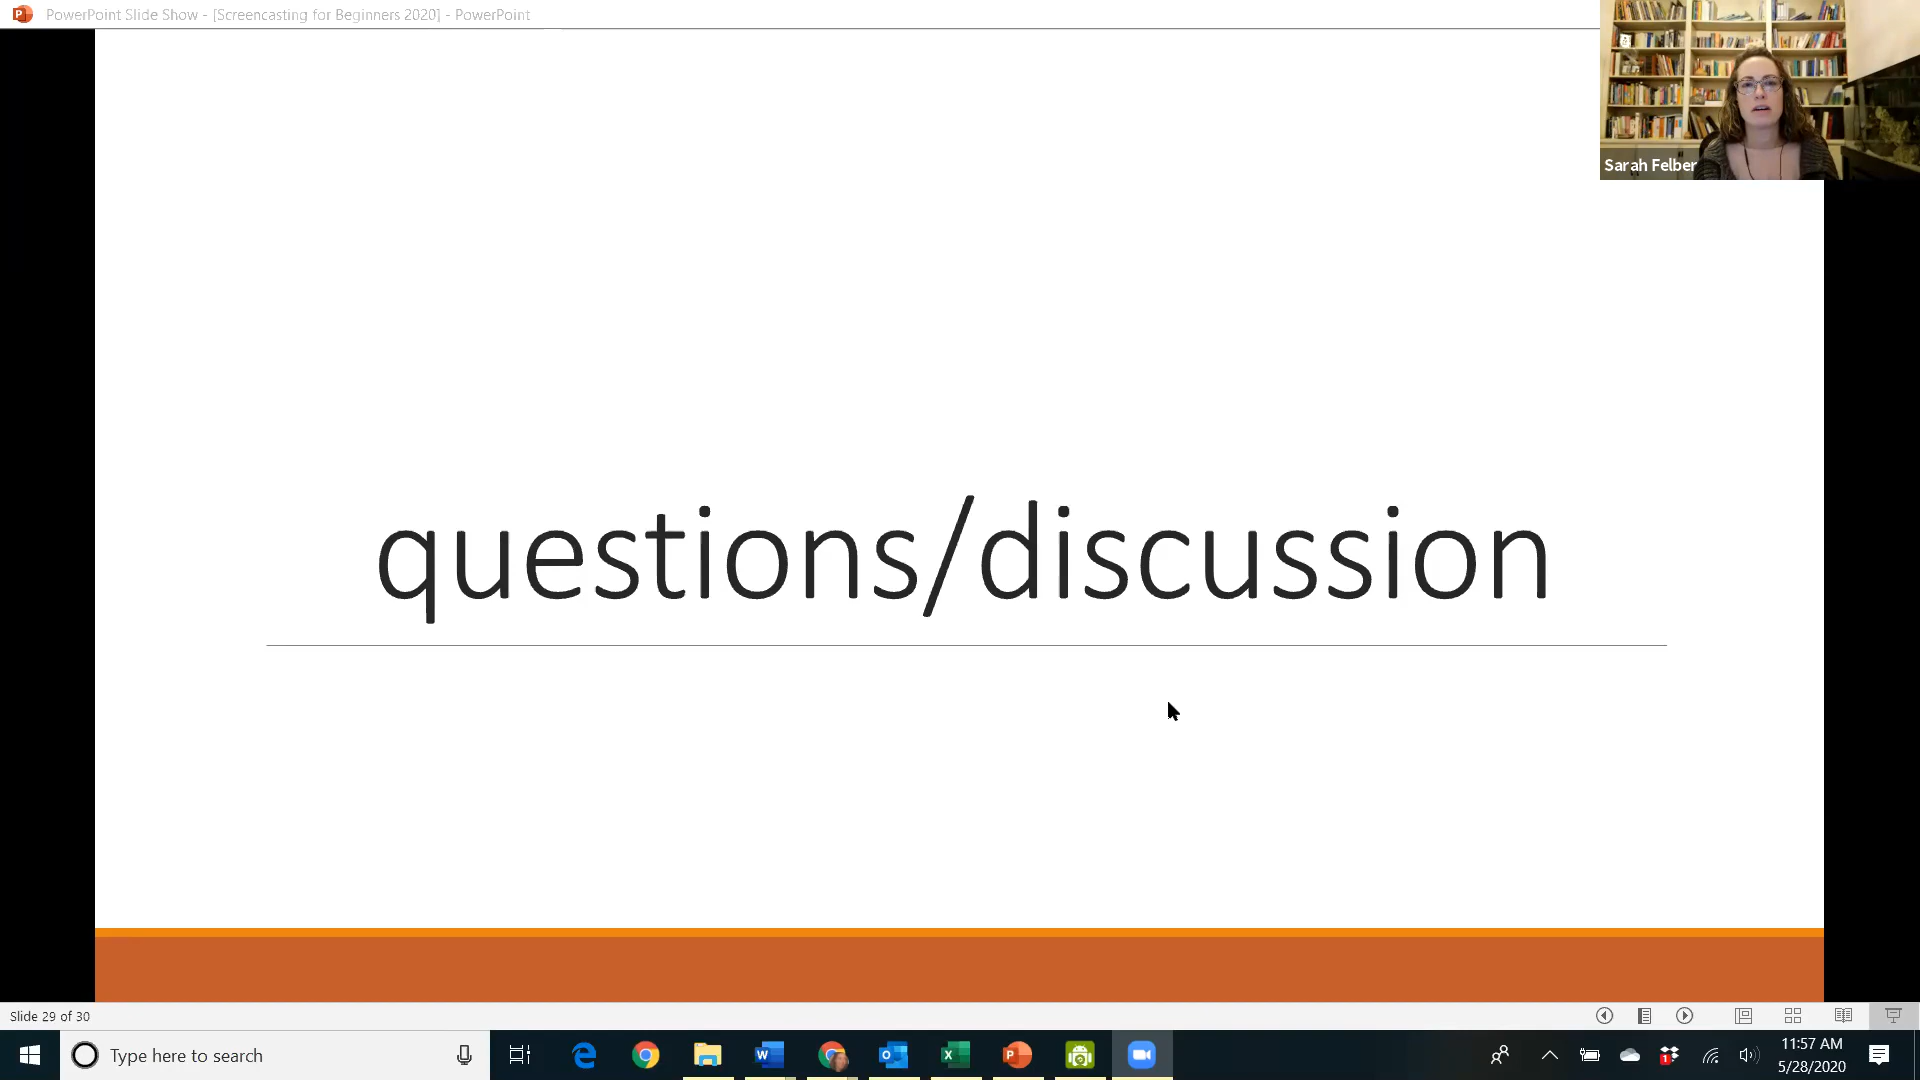 PowerPoint Slide Show - [Screencasting for Beginners 2020] - PowerPoint
Sarah Felber
questions/discussion
Slide 29 of 30
Type here to search
11:57 AM
5/28/2020